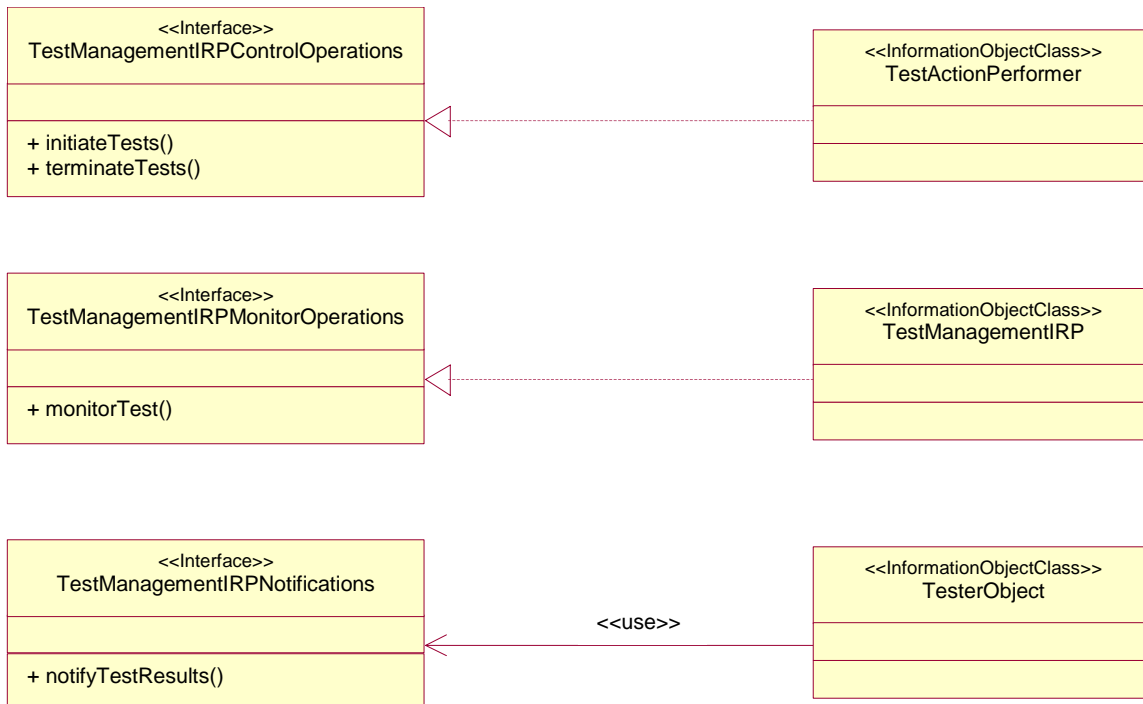 <<Interface>>
TestManagementIRPControlOperations
+ initiateTests()
+ terminateTests()
<<InformationObjectClass>>
TestActionPerformer
<<Interface>>
TestManagementIRPMonitorOperations
+ monitorTest()
<<InformationObjectClass>>
TestManagementIRP
<<Interface>>
TestManagementIRPNotifications
+ notifyTestResults()
<<use>>
<<InformationObjectClass>>
TesterObject